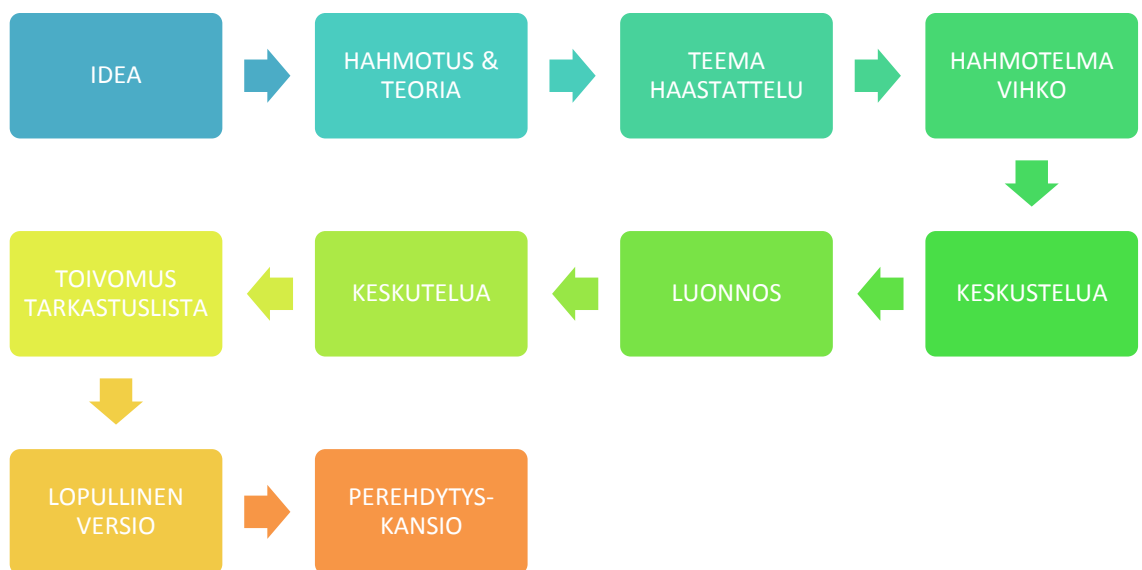 IDEA
HAHMOTUS &
TEORIA
TEEMA
HAASTATTELU
HAHMOTELMA
VIHKO
KESKUSTELUA
LUONNOS
KESKUTELUA
TOIVOMUS
TARKASTUSLISTA
LOPULLINEN
VERSIO
PEREHDYTYS-
KANSIO